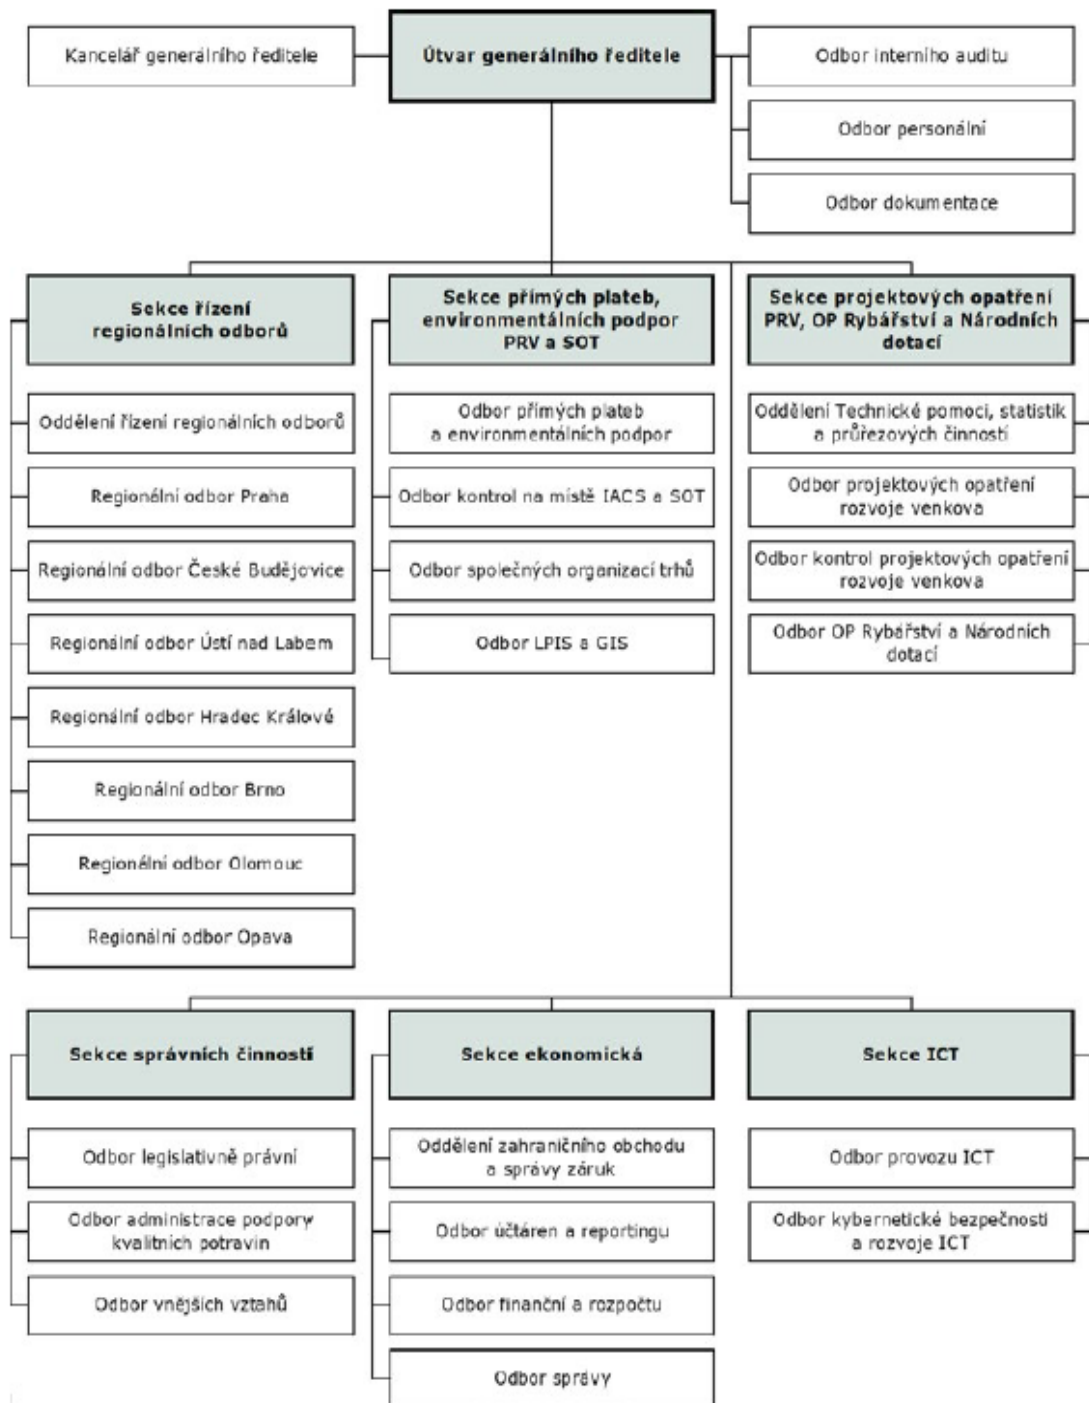 Kancelář generálního ředitele
Útvar generálního ředitele
Odbor interního auditu
Odbor personální
Odbor dokumentace
Sekce řízení
regionálních odborů
Oddělení řízení regionálních odborů
Regionální odbor Praha
Regionální odbor České Budějovice
Regionální odbor Ústí nad Labem
Regionální odbor Hradec Králové
Regionální odbor Brno
Regionální odbor Olomouc
Regionální odbor Opava
Sekce přímých plateb,
environmentálních podpor
PRV a SOT
Odbor přímých plateb
a environmentálních podpor
Odbor kontrol na místě IACS a SOT
Odbor společných organizací trhů
Odbor LPIS a GIS
Sekce projektových opatření
PRV, OP Rybářství a Národních
dotací
Oddělení Technické pomoci, statistik
a průřezových činností
Odbor projektových opatření
rozvoje venkova
Odbor kontrol projektových opatření
rozvoje venkova
Odbor OP Rybářství a Národních
dotací
Sekce správních činností
Odbor legislativně právní
Odbor administrace podpory
kvalitních potravin
Odbor vnějších vztahů
Sekce ekonomická
Oddělení zahraničního obchodu
a správy záruk
Odbor účtáren a reportingu
Odbor finanční a rozpočtu
Odbor správy
Sekce ICT
Odbor provozu ICT
Odbor kybernetické bezpečnosti
a rozvoje ICT